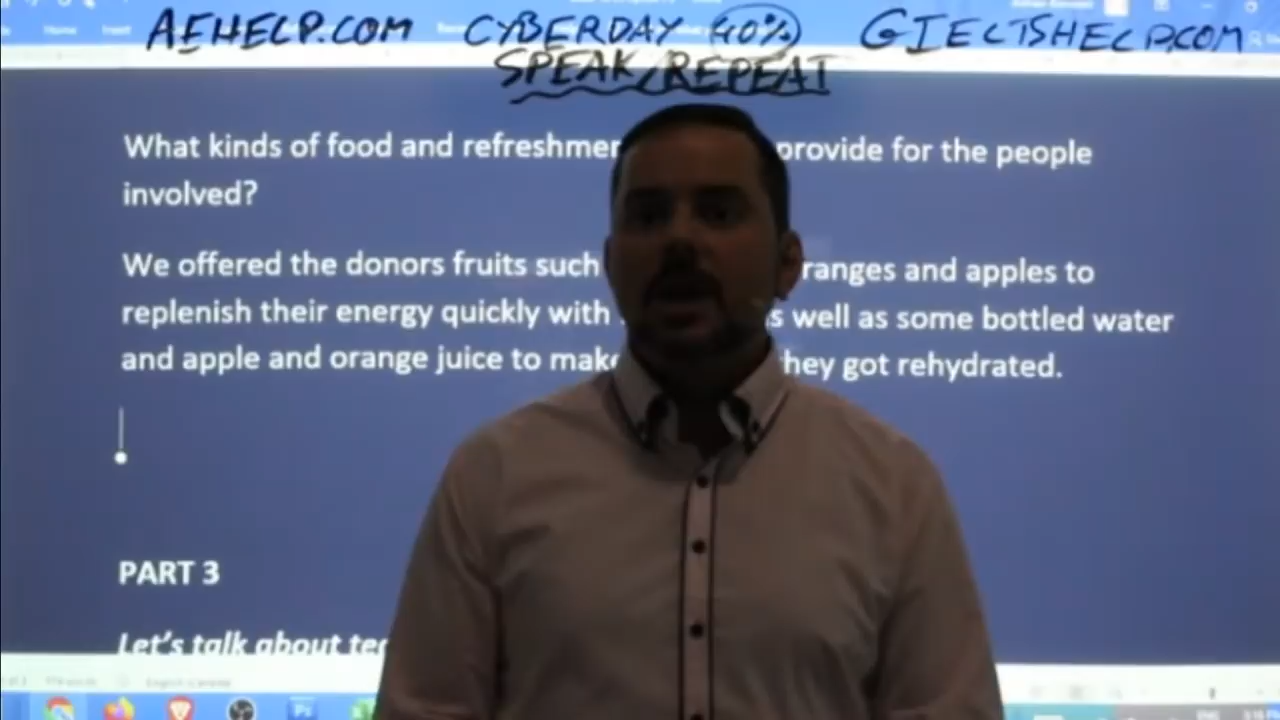 AEHELP.COM CYBERDAY 40% GIELTSHELP.COM
SPEAK/REPEAT
What kinds of food and refreshmen provide for the people
involved?
We offered the donors fruits such ranges and apples to
replenish their energy quickly with s well as some bottled water
and apple and orange juice to make they got rehydrated.
PART 3
Let's talk about